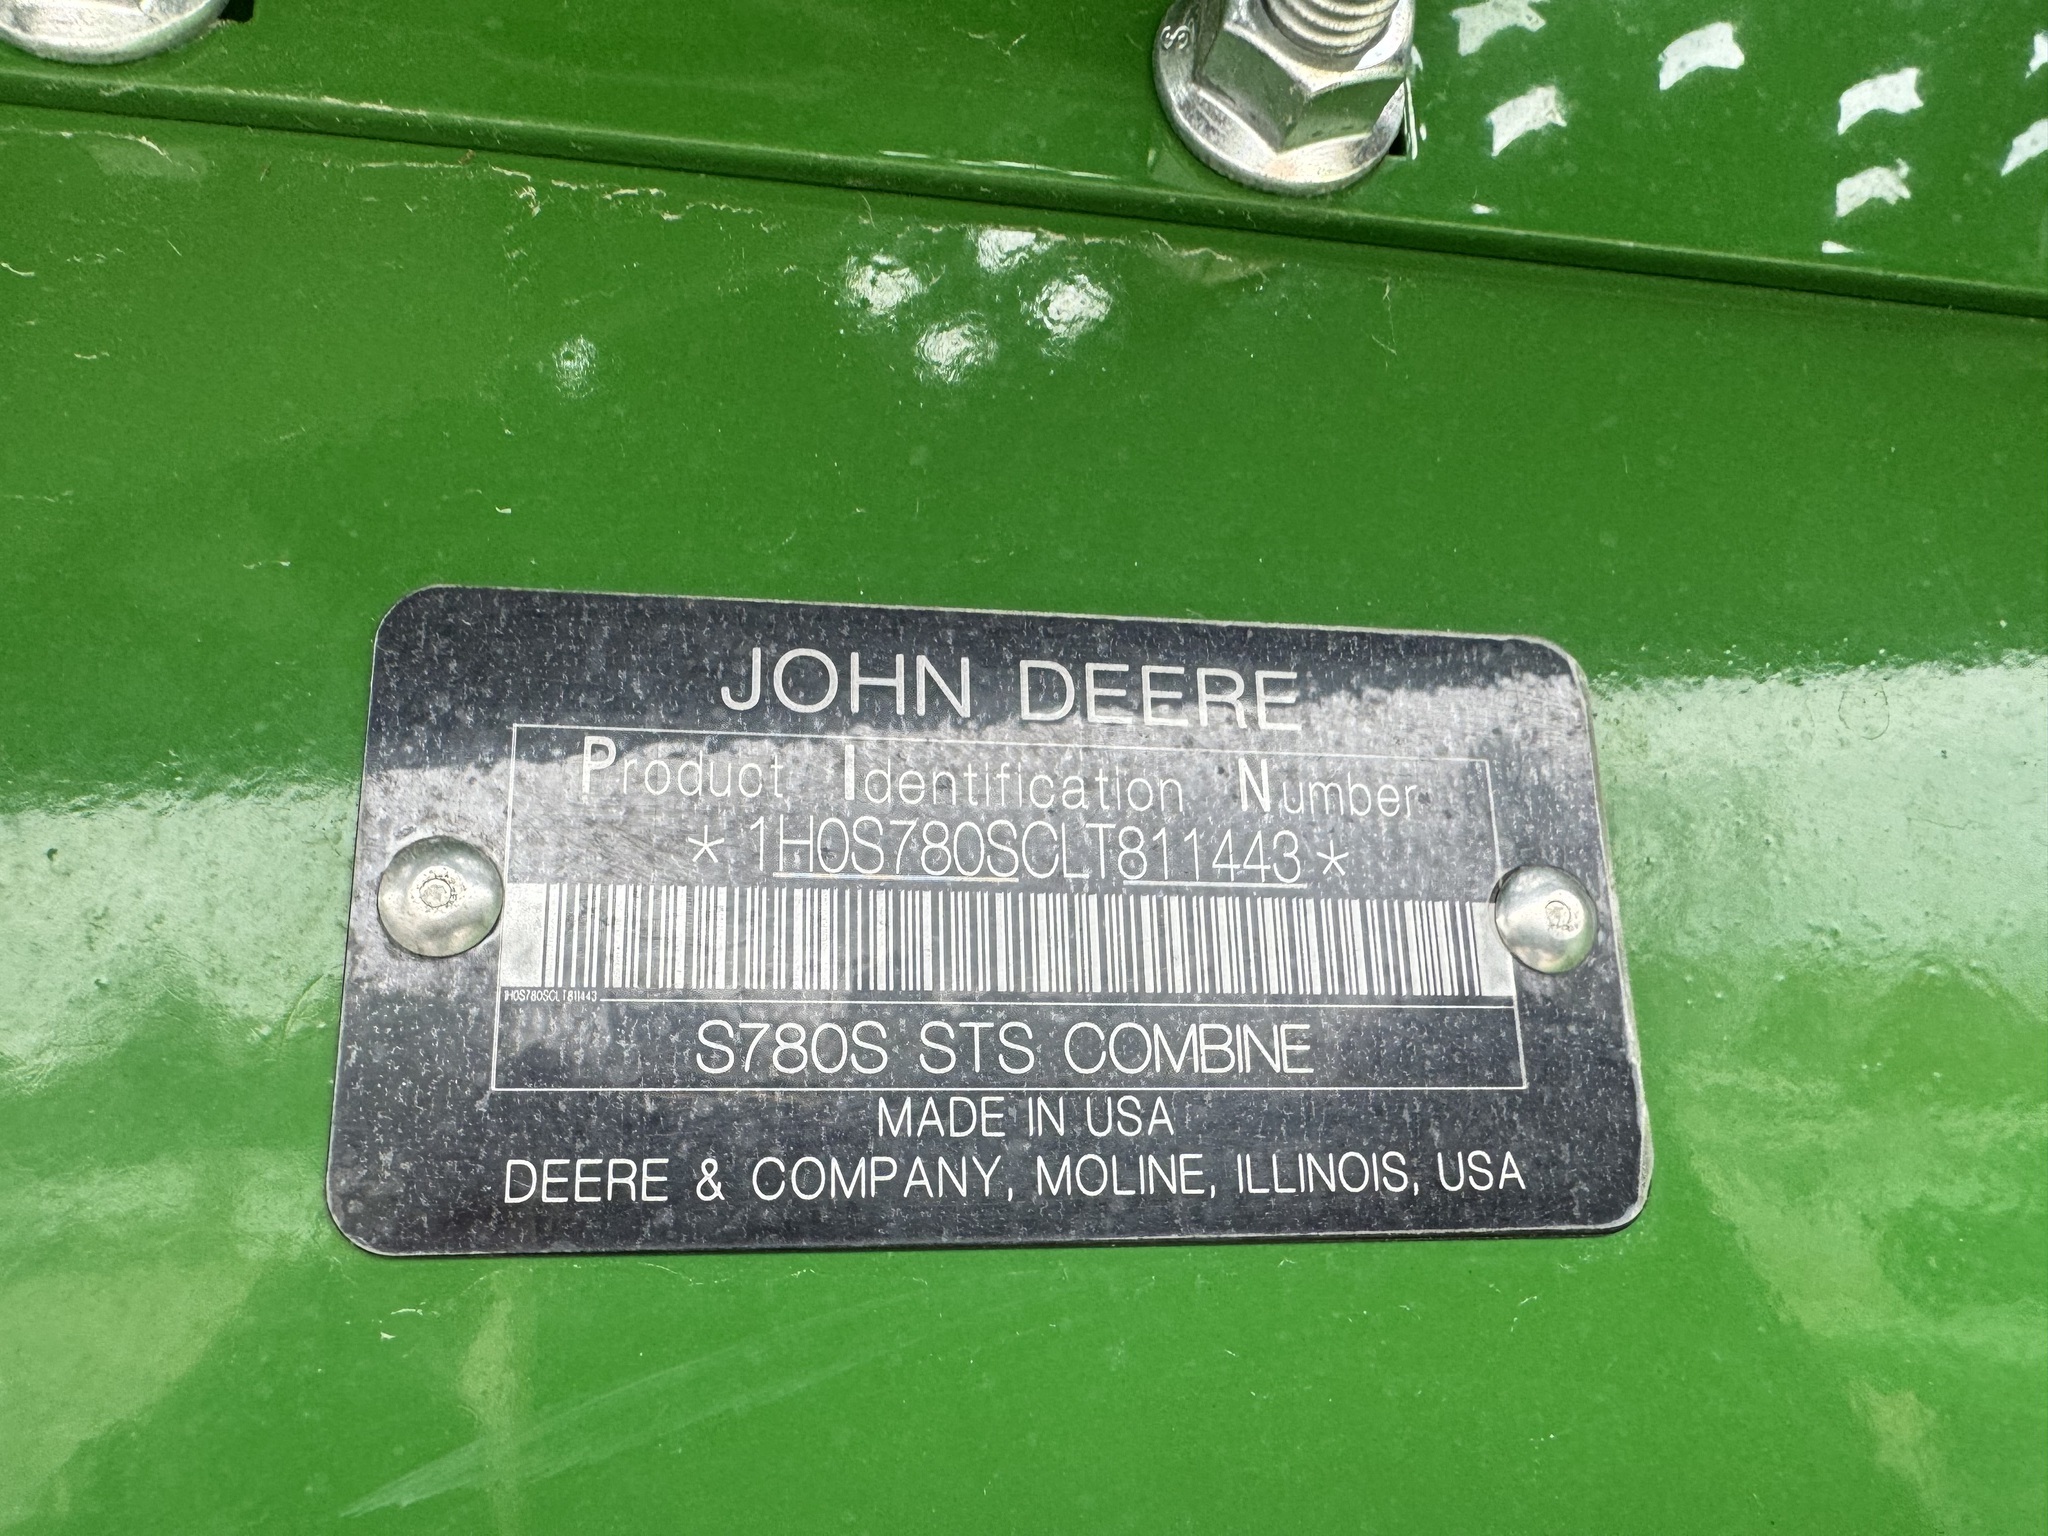 JOHN DEERE
Product Identification Number
*1H0S780SCLT811443*
1H0S780SCLT811443
S780S STS COMBINE
MADE IN USA
DEERE & COMPANY, MOLINE, ILLINOIS, USA